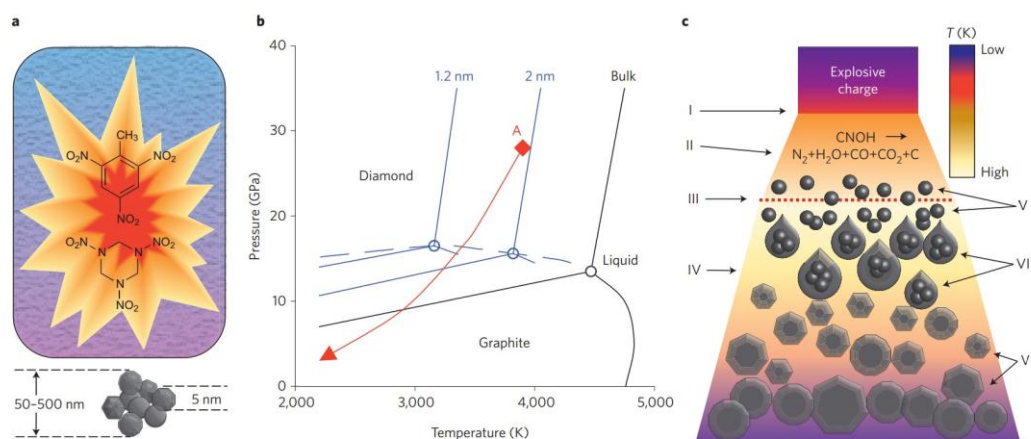 a
CH₃
O₂N
NO₂
NO₂
NO₂
NO₂
N
N
N
NO₂
50–500 nm
5 nm
b
40
30
20
10
0
Pressure (GPa)
1.2 nm
2 nm
Bulk
A
Diamond
Liquid
Graphite
2,000
3,000
4,000
5,000
Temperature (K)
c
T (K)
Low
High
Explosive
charge
I
CNOH
II
N₂+H₂O+CO+CO₂+C
III
V
IV
VI